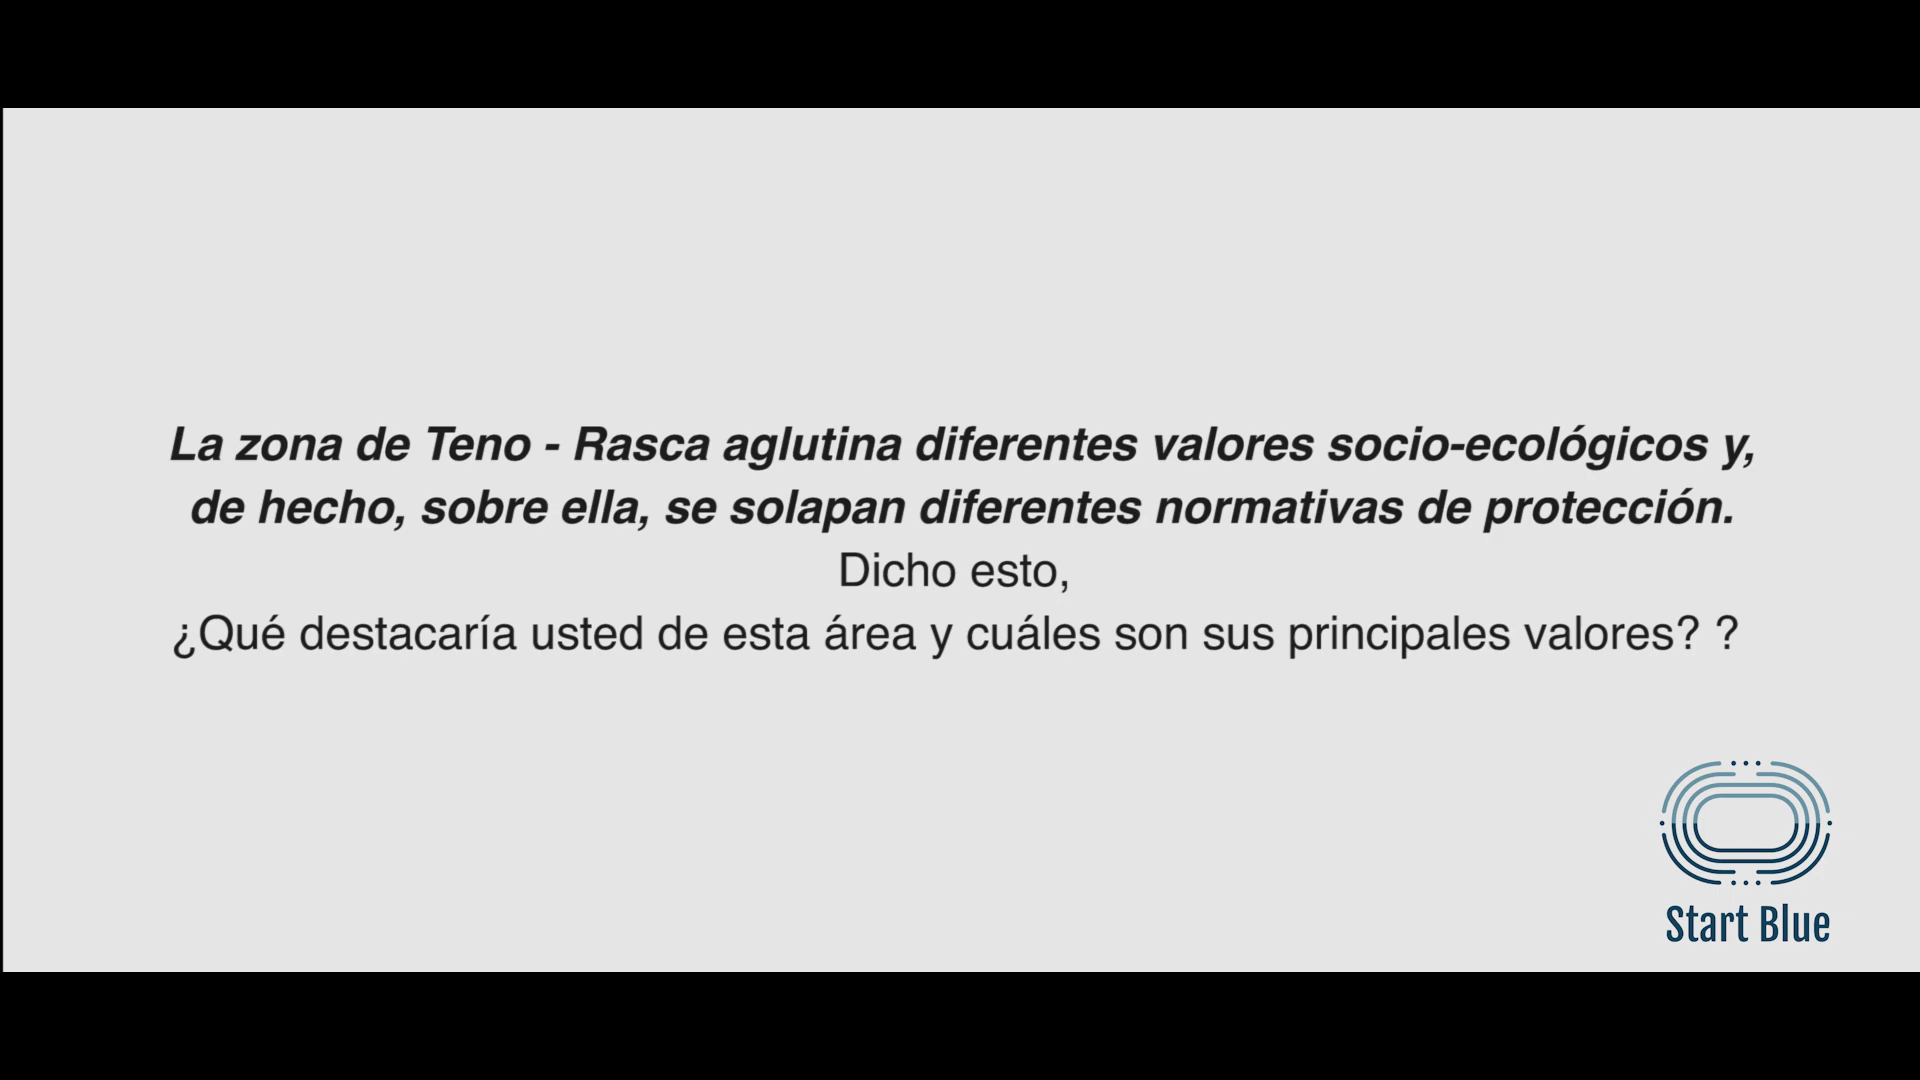 La zona de Teno - Rasca aglutina diferentes valores socio-ecológicos y,
de hecho, sobre ella, se solapan diferentes normativas de protección.
Dicho esto,
¿Qué destacaría usted de esta área y cuáles son sus principales valores? ?
Start Blue